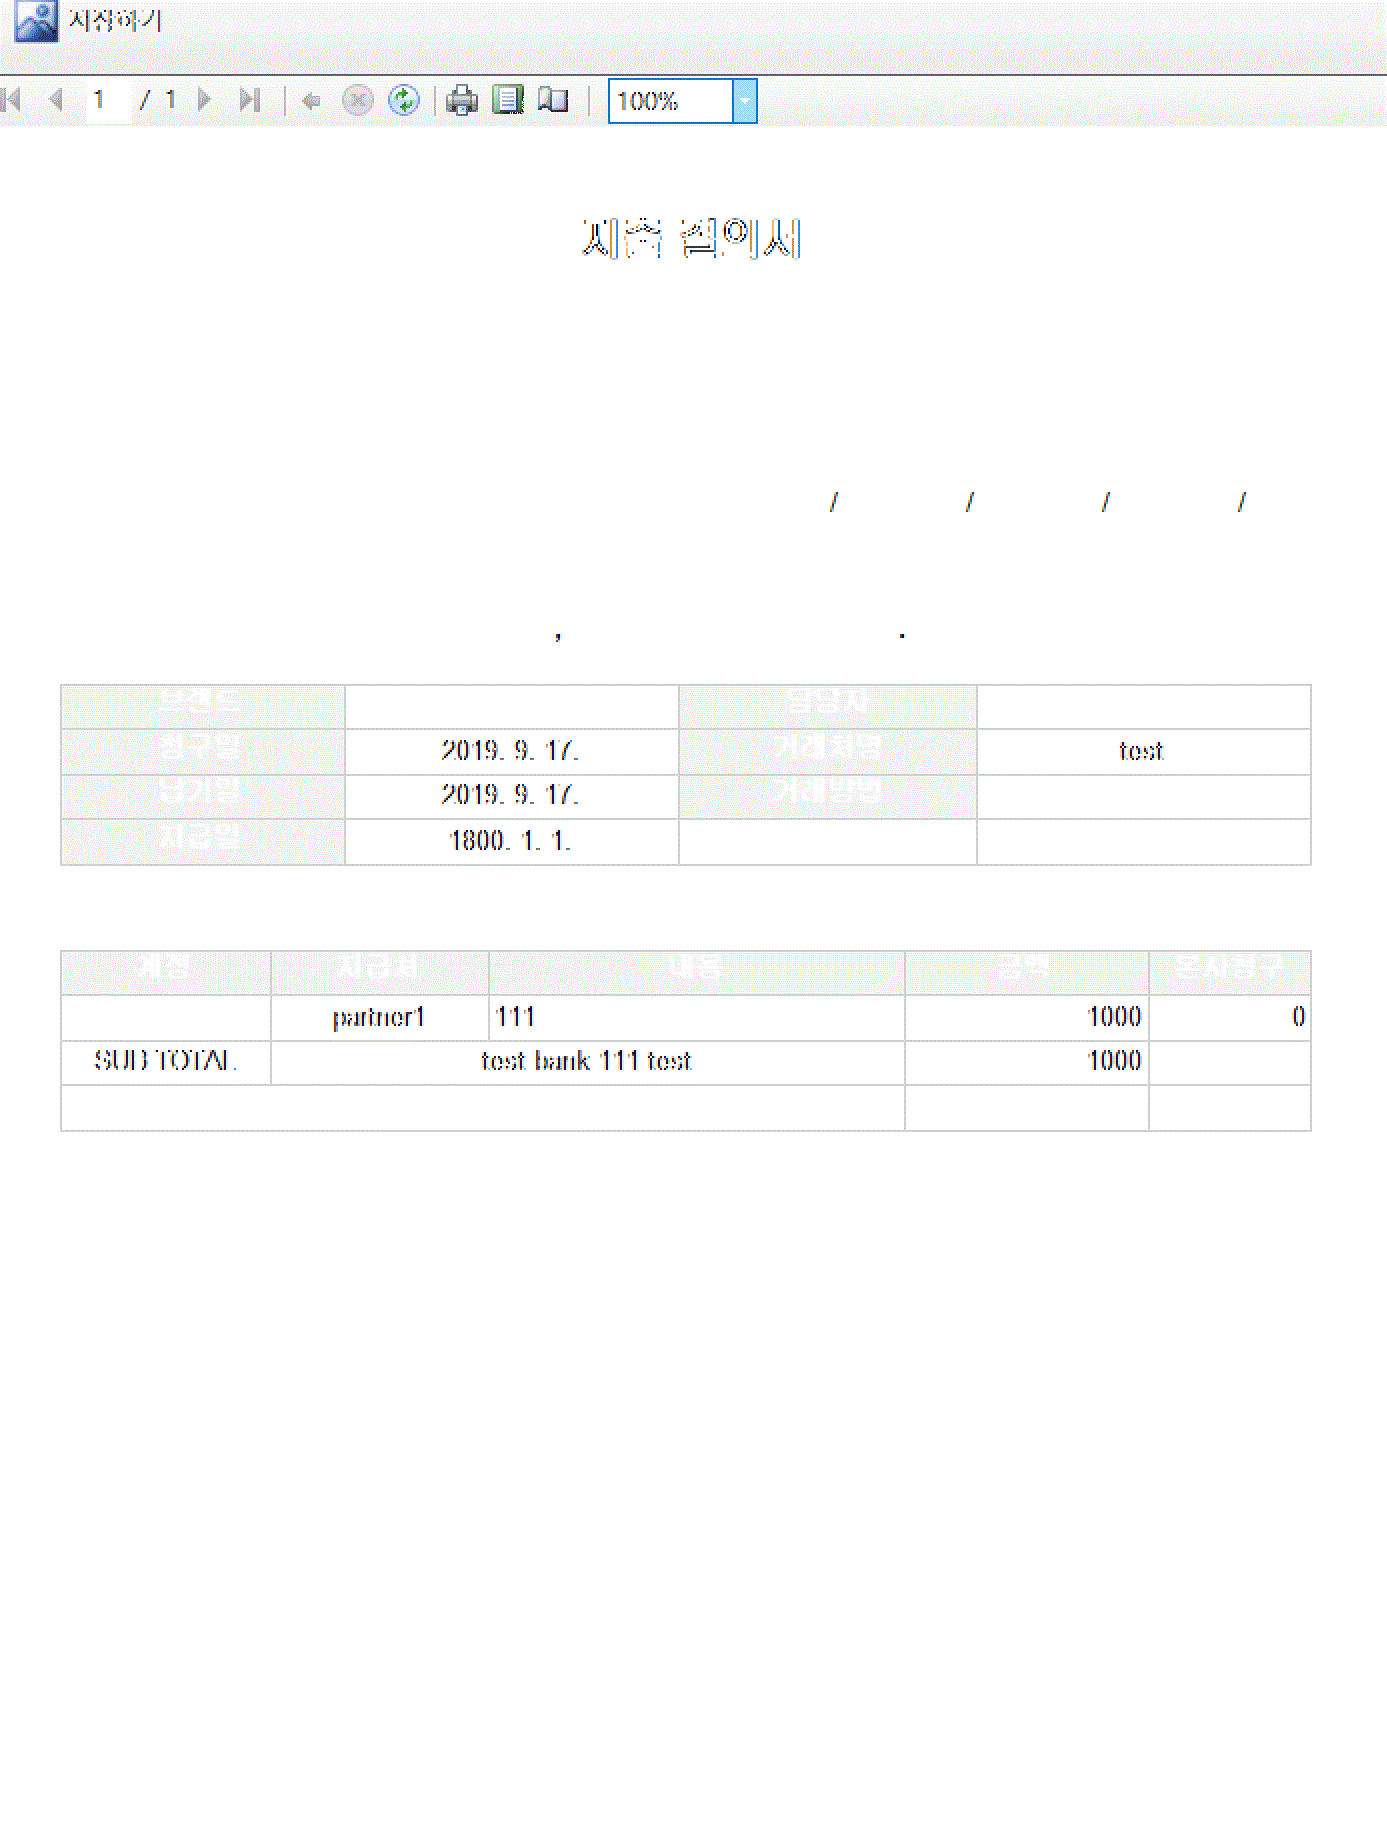 저장하기
1 / 1 100%
지출 결의서
/ / / /
, .
브랜드 담당자
청구일 2019. 9. 17. 거래처명 test
납기일 2019. 9. 17. 거래방법
지급일 1800. 1. 1.
계정 지급처 내용 금액 본사청구
partner1 111 1000 0
SUB TOTAL test bank 111 test 1000